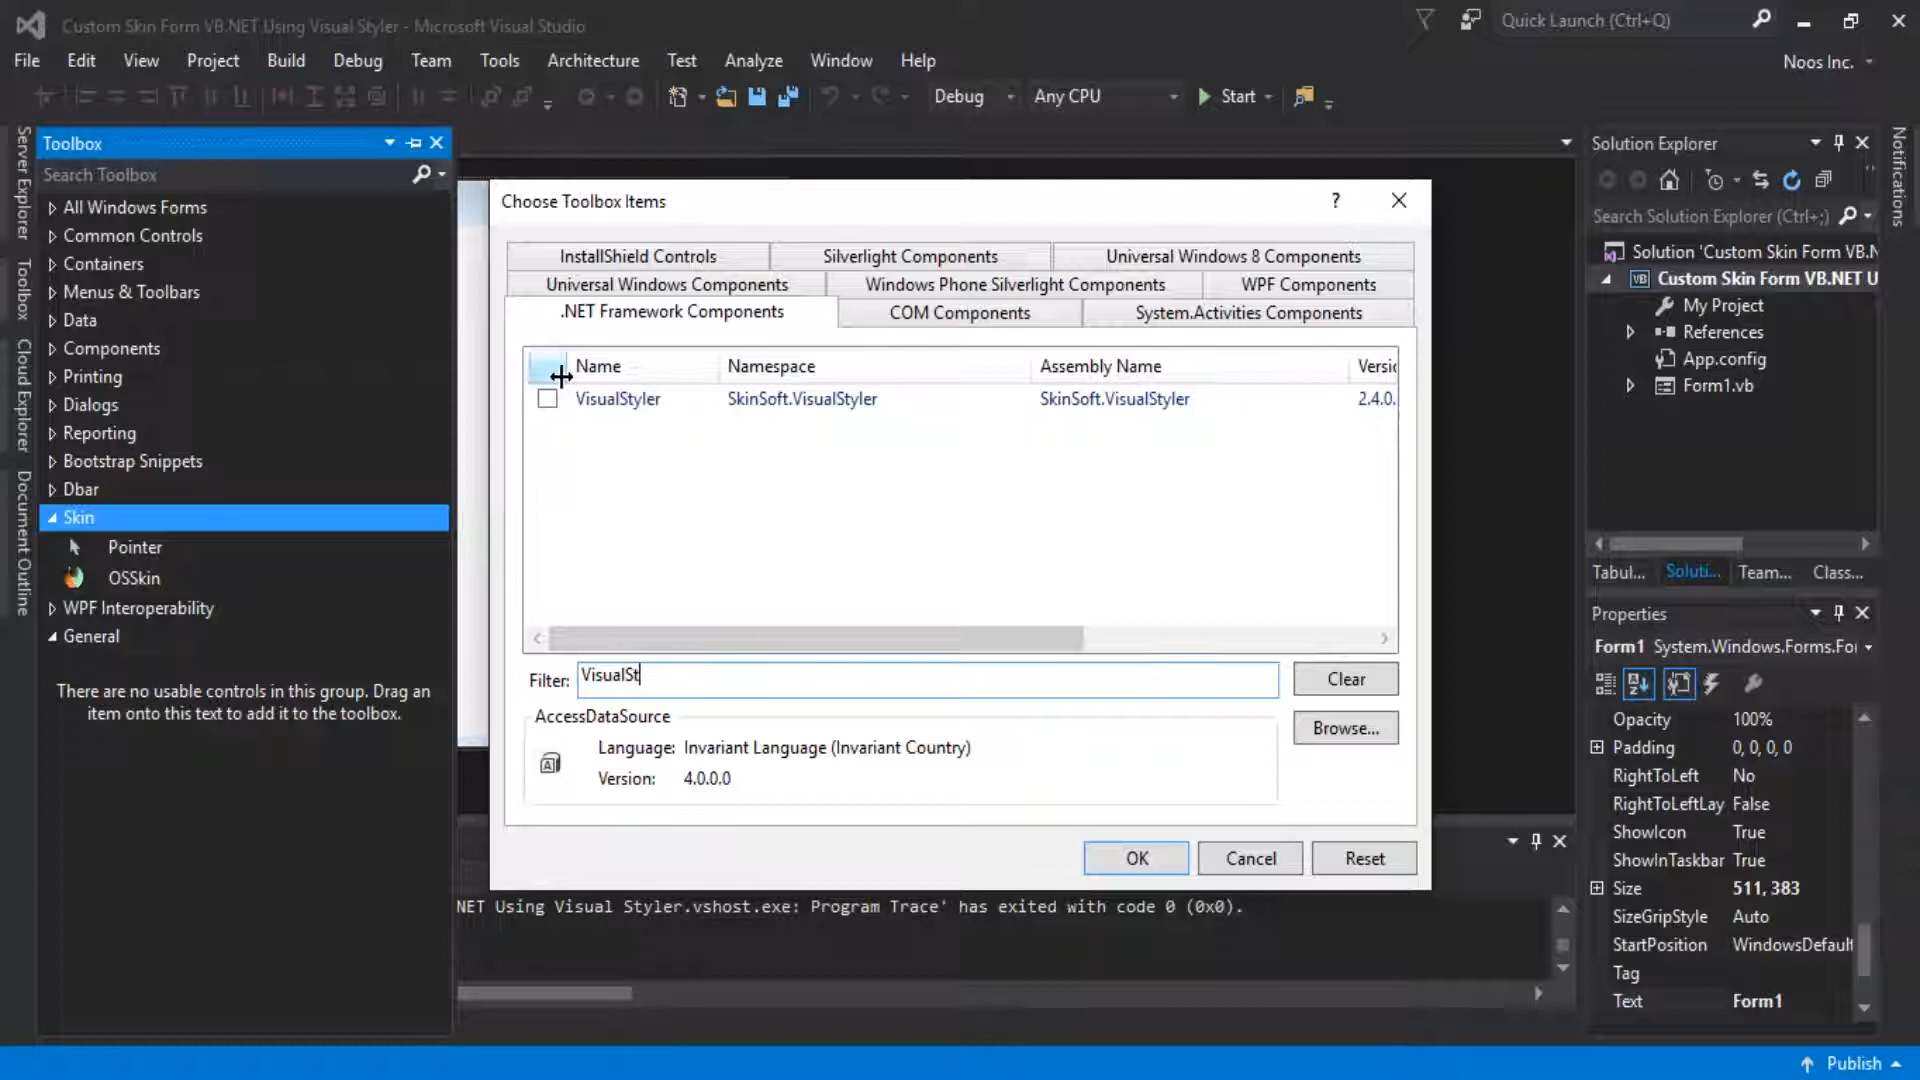 Custom Skin Form VB.NET Using Visual Styler - Microsoft Visual Studio
Quick Launch (Ctrl+Q)
File Edit View Project Build Debug Team Tools Architecture Test Analyze Window Help
Noos Inc.
Debug Any CPU Start
Server Explorer
Toolbox
Cloud Explorer
Document Outline
Toolbox
Search Toolbox
All Windows Forms
Common Controls
Containers
Menus & Toolbars
Data
Components
Printing
Dialogs
Reporting
Bootstrap Snippets
Dbar
Skin
Pointer
OSSkin
WPF Interoperability
General
There are no usable controls in this group. Drag an
item onto this text to add it to the toolbox.
Choose Toolbox Items
?
InstallShield Controls Silverlight Components Universal Windows 8 Components
Universal Windows Components Windows Phone Silverlight Components WPF Components
.NET Framework Components COM Components System.Activities Components
Name Namespace Assembly Name Versic
VisualStyler SkinSoft.VisualStyler SkinSoft.VisualStyler 2.4.0.
Filter: VisualSt Clear
AccessDataSource
Browse...
Language: Invariant Language (Invariant Country)
Version: 4.0.0.0
OK Cancel Reset
NET Using Visual Styler.vshost.exe: Program Trace' has exited with code 0 (0x0).
Solution Explorer
Search Solution Explorer (Ctrl+;)
Solution 'Custom Skin Form VB.N
VB Custom Skin Form VB.NET U
My Project
References
App.config
Form1.vb
Tabul... Soluti... Team... Class...
Properties
Form1 System.Windows.Forms.For
Opacity 100%
Padding 0, 0, 0, 0
RightToLeft No
RightToLeftLay False
ShowIcon True
ShowInTaskbar True
Size 511, 383
SizeGripStyle Auto
StartPosition WindowsDefault
Tag
Text Form1
Notifications
Publish